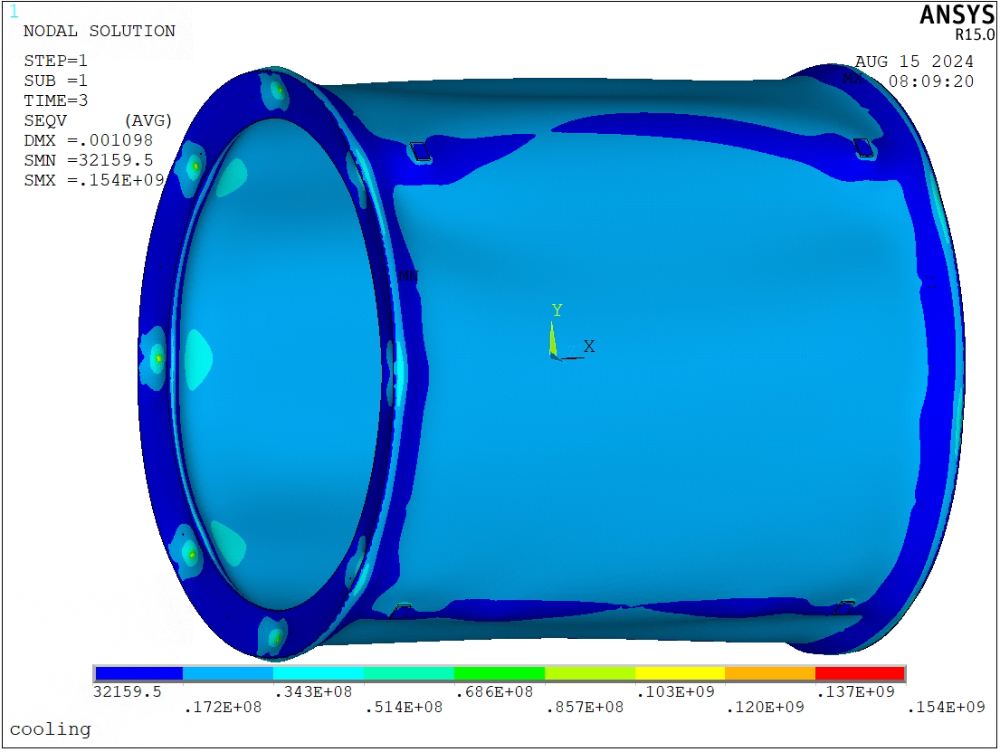 1
NODAL SOLUTION
STEP=1
SUB =1
TIME=3
SEQV (AVG)
DMX =.001098
SMN =32159.5
SMX =.154E+09
ANSYS
R15.0
AUG 15 2024
08:09:20
MX
MN
Y
X
Z
32159.5
.172E+08
.343E+08
.514E+08
.686E+08
.857E+08
.103E+09
.120E+09
.137E+09
.154E+09
cooling